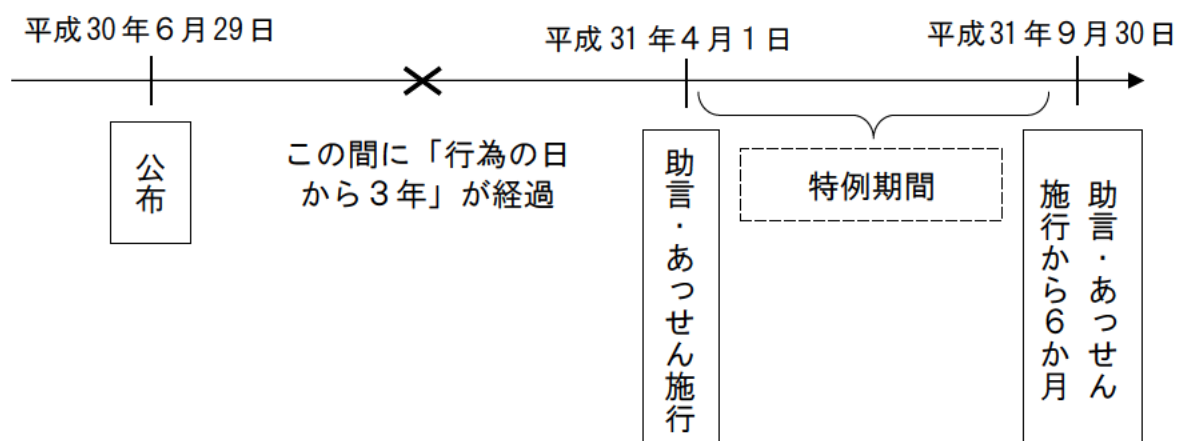 平成30年６月29日
平成31年４月１日
平成31年９月30日
公布
この間に「行為の日
から３年」が経過
助言・あっせん施行
特例期間
助言・あっせん
施行から６か月